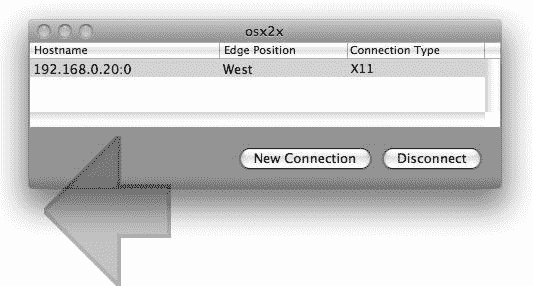 osx2x
Hostname Edge Position Connection Type
192.168.0.20:0 West X11
New Connection Disconnect